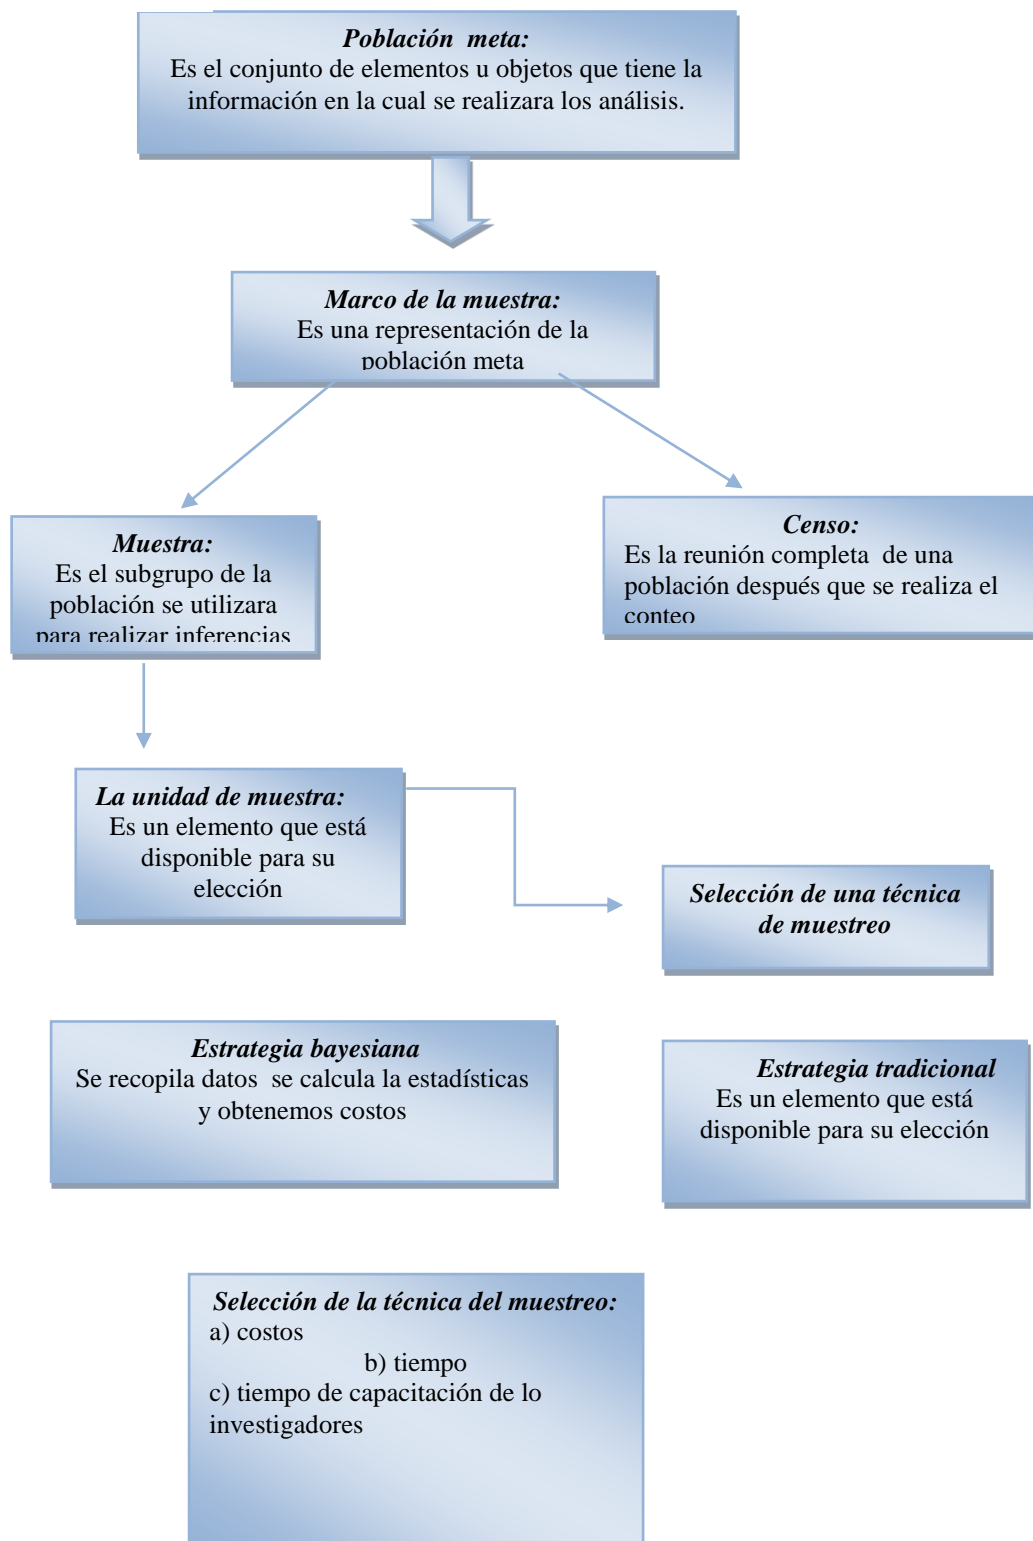 Población meta:
Es el conjunto de elementos u objetos que tiene la
información en la cual se realizara los análisis.
Marco de la muestra:
Es una representación de la
población meta
Muestra:
Es el subgrupo de la
población se utilizara
para realizar inferencias
Censo:
Es la reunión completa de una
población después que se realiza el
conteo
La unidad de muestra:
Es un elemento que está
disponible para su
elección
Selección de una técnica
de muestreo
Estrategia bayesiana
Se recopila datos se calcula la estadísticas
y obtenemos costos
Estrategia tradicional
Es un elemento que está
disponible para su elección
Selección de la técnica del muestreo:
a) costos
b) tiempo
c) tiempo de capacitación de lo
investigadores